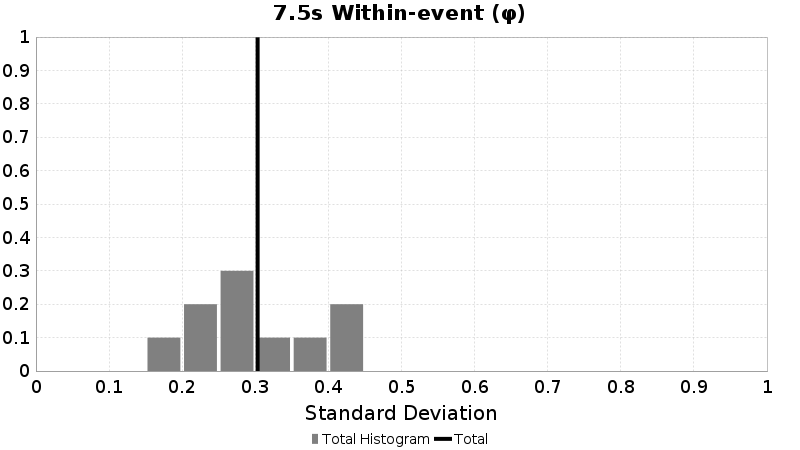 7.5s Within-event (φ)
1
0.9
0.8
0.7
0.6
0.5
0.4
0.3
0.2
0.1
0
0 0.1 0.2 0.3 0.4 0.5 0.6 0.7 0.8 0.9 1
Standard Deviation
Total Histogram Total